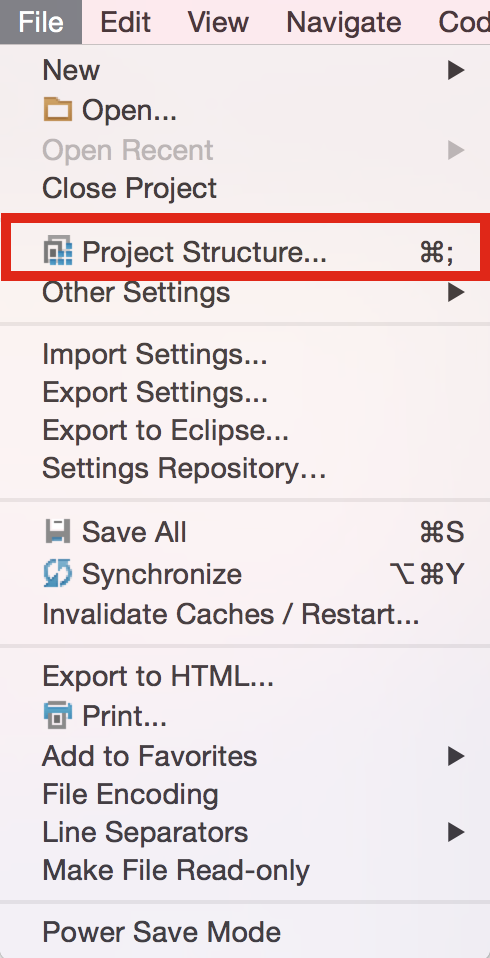 File Edit View Navigate Cod
New
Open...
Open Recent
Close Project
Project Structure... ⌘;
Other Settings
Import Settings...
Export Settings...
Export to Eclipse...
Settings Repository...
Save All ⌘S
Synchronize ⌥⌘Y
Invalidate Caches / Restart...
Export to HTML...
Print...
Add to Favorites
File Encoding
Line Separators
Make File Read-only
Power Save Mode